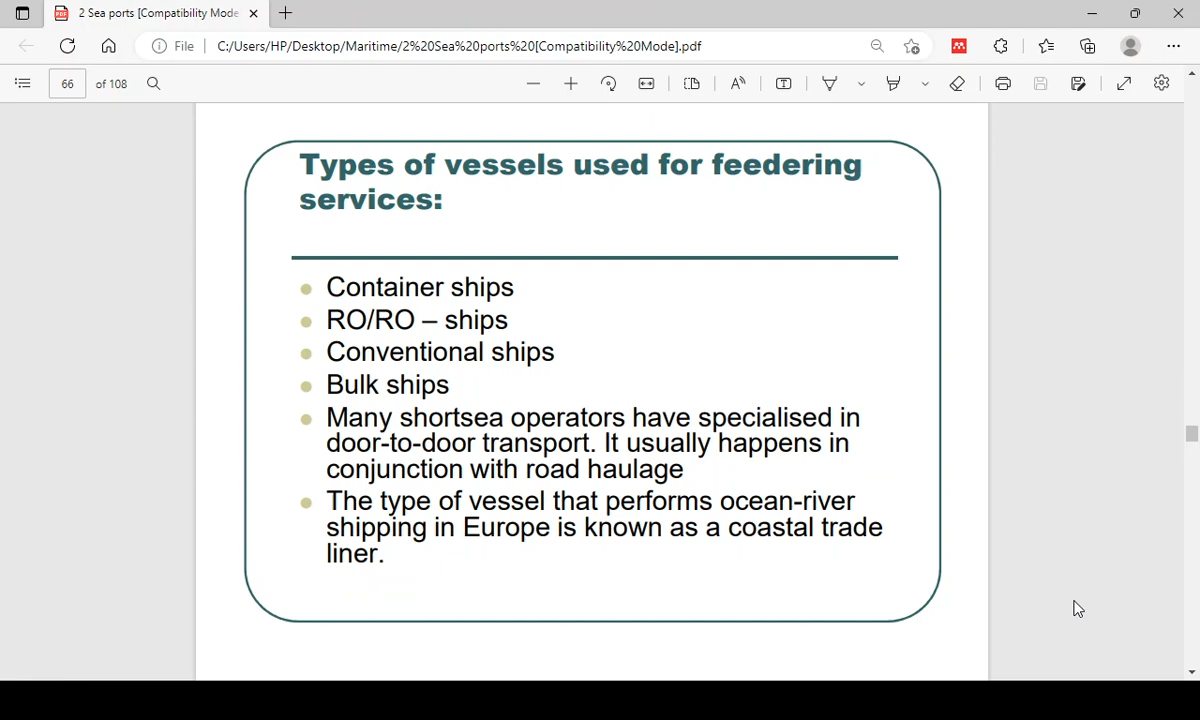 2 Sea ports [Compatibility Mode
File
C:/Users/HP/Desktop/Maritime/2%20Sea%20ports%20[Compatibility%20Mode].pdf
66 of 108
Types of vessels used for feedering
services:
Container ships
RO/RO – ships
Conventional ships
Bulk ships
Many shortsea operators have specialised in
door-to-door transport. It usually happens in
conjunction with road haulage
The type of vessel that performs ocean-river
shipping in Europe is known as a coastal trade
liner.